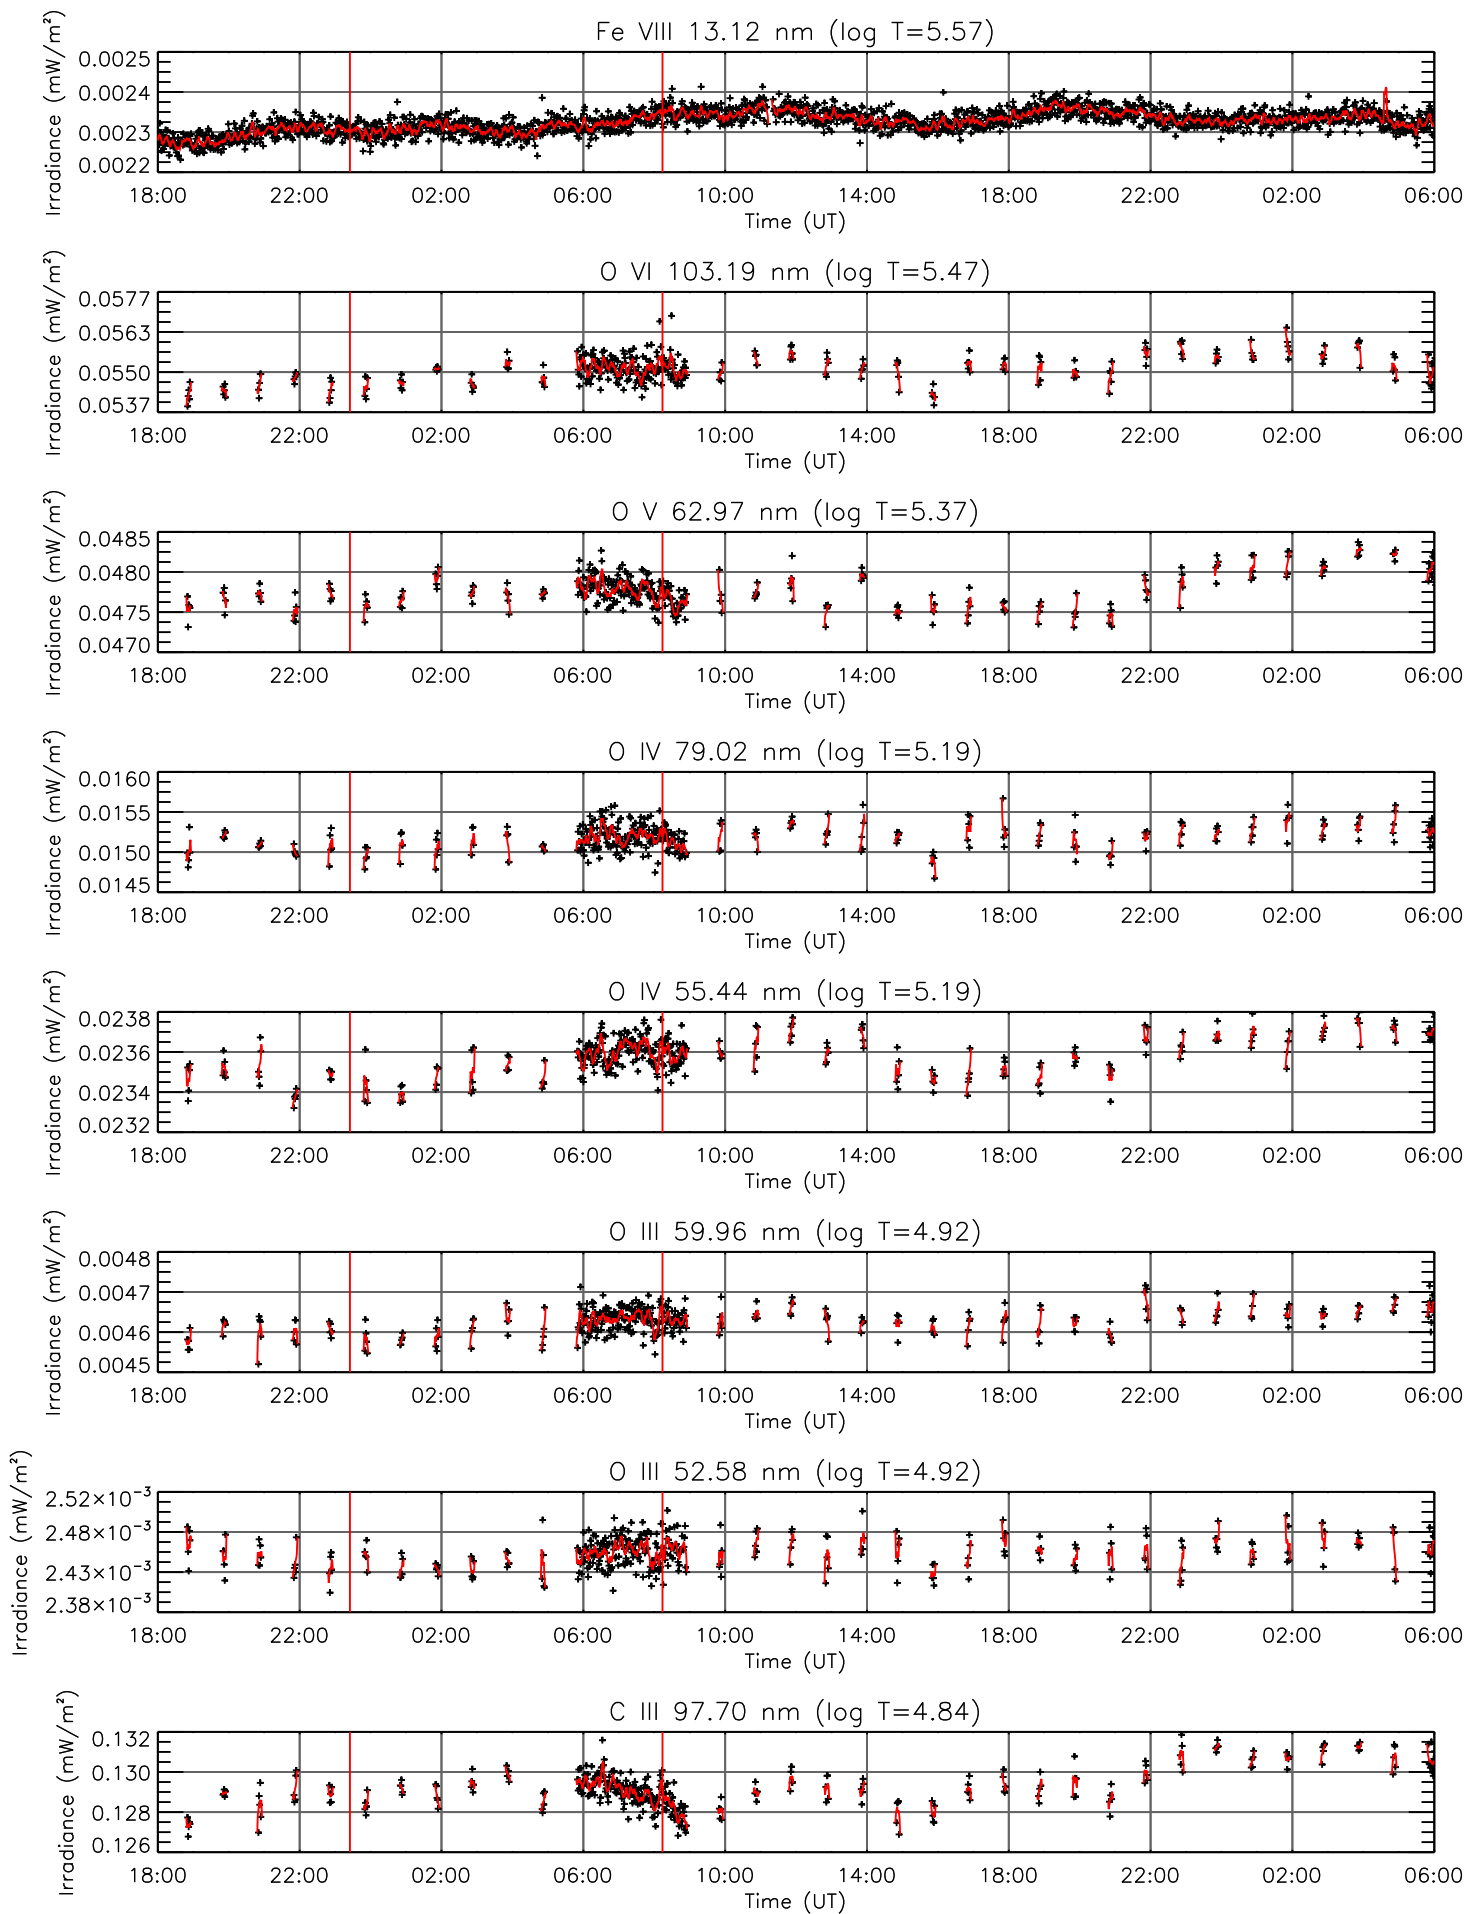 Fe VIII 13.12 nm (log T=5.57)
Irradiance (mW/m²)
0.0025
0.0024
0.0023
0.0022
18:00 22:00 02:00 06:00 10:00 14:00 18:00 22:00 02:00 06:00
Time (UT)
O VI 103.19 nm (log T=5.47)
Irradiance (mW/m²)
0.0577
0.0563
0.0550
0.0537
18:00 22:00 02:00 06:00 10:00 14:00 18:00 22:00 02:00 06:00
Time (UT)
O V 62.97 nm (log T=5.37)
Irradiance (mW/m²)
0.0485
0.0480
0.0475
0.0470
18:00 22:00 02:00 06:00 10:00 14:00 18:00 22:00 02:00 06:00
Time (UT)
O IV 79.02 nm (log T=5.19)
Irradiance (mW/m²)
0.0160
0.0155
0.0150
0.0145
18:00 22:00 02:00 06:00 10:00 14:00 18:00 22:00 02:00 06:00
Time (UT)
O IV 55.44 nm (log T=5.19)
Irradiance (mW/m²)
0.0238
0.0236
0.0234
0.0232
18:00 22:00 02:00 06:00 10:00 14:00 18:00 22:00 02:00 06:00
Time (UT)
O III 59.96 nm (log T=4.92)
Irradiance (mW/m²)
0.0048
0.0047
0.0046
0.0045
18:00 22:00 02:00 06:00 10:00 14:00 18:00 22:00 02:00 06:00
Time (UT)
O III 52.58 nm (log T=4.92)
Irradiance (mW/m²)
2.52×10⁻³
2.48×10⁻³
2.43×10⁻³
2.38×10⁻³
18:00 22:00 02:00 06:00 10:00 14:00 18:00 22:00 02:00 06:00
Time (UT)
C III 97.70 nm (log T=4.84)
Irradiance (mW/m²)
0.132
0.130
0.128
0.126
18:00 22:00 02:00 06:00 10:00 14:00 18:00 22:00 02:00 06:00
Time (UT)